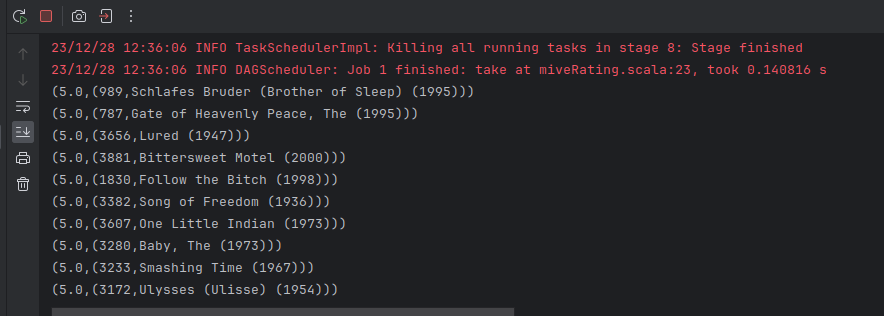 23/12/28 12:36:06 INFO TaskSchedulerImpl: Killing all running tasks in stage 8: Stage finished
23/12/28 12:36:06 INFO DAGScheduler: Job 1 finished: take at miveRating.scala:23, took 0.140816 s
(5.0,(989,Schlafes Bruder (Brother of Sleep) (1995)))
(5.0,(787,Gate of Heavenly Peace, The (1995)))
(5.0,(3656,Lured (1947)))
(5.0,(3881,Bittersweet Motel (2000)))
(5.0,(1830,Follow the Bitch (1998)))
(5.0,(3382,Song of Freedom (1936)))
(5.0,(3607,One Little Indian (1973)))
(5.0,(3280,Baby, The (1973)))
(5.0,(3233,Smashing Time (1967)))
(5.0,(3172,Ulysses (Ulisse) (1954)))